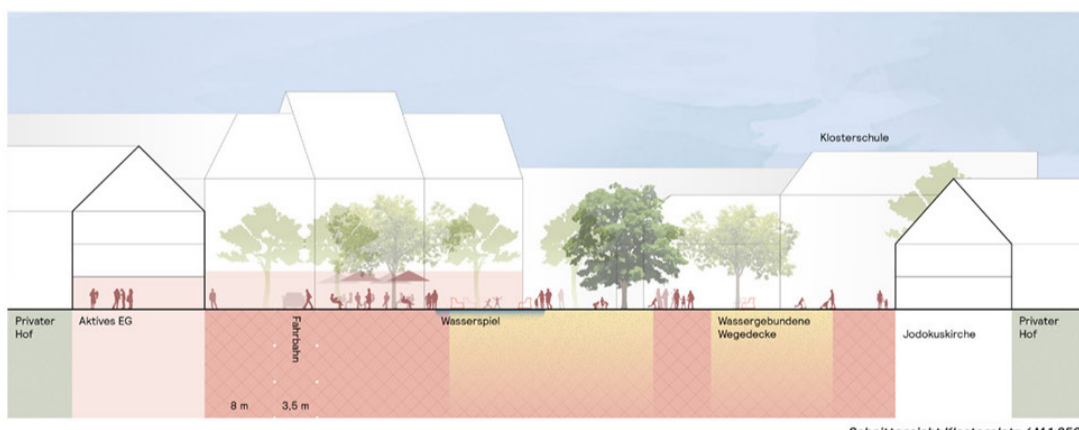 Klosterschule
Privater
Hof
Aktives EG
Fahrbahn
Wasserspiel
Wassergebundene
Wegedecke
Jodokuskirche
Privater
Hof
8 m
3,5 m